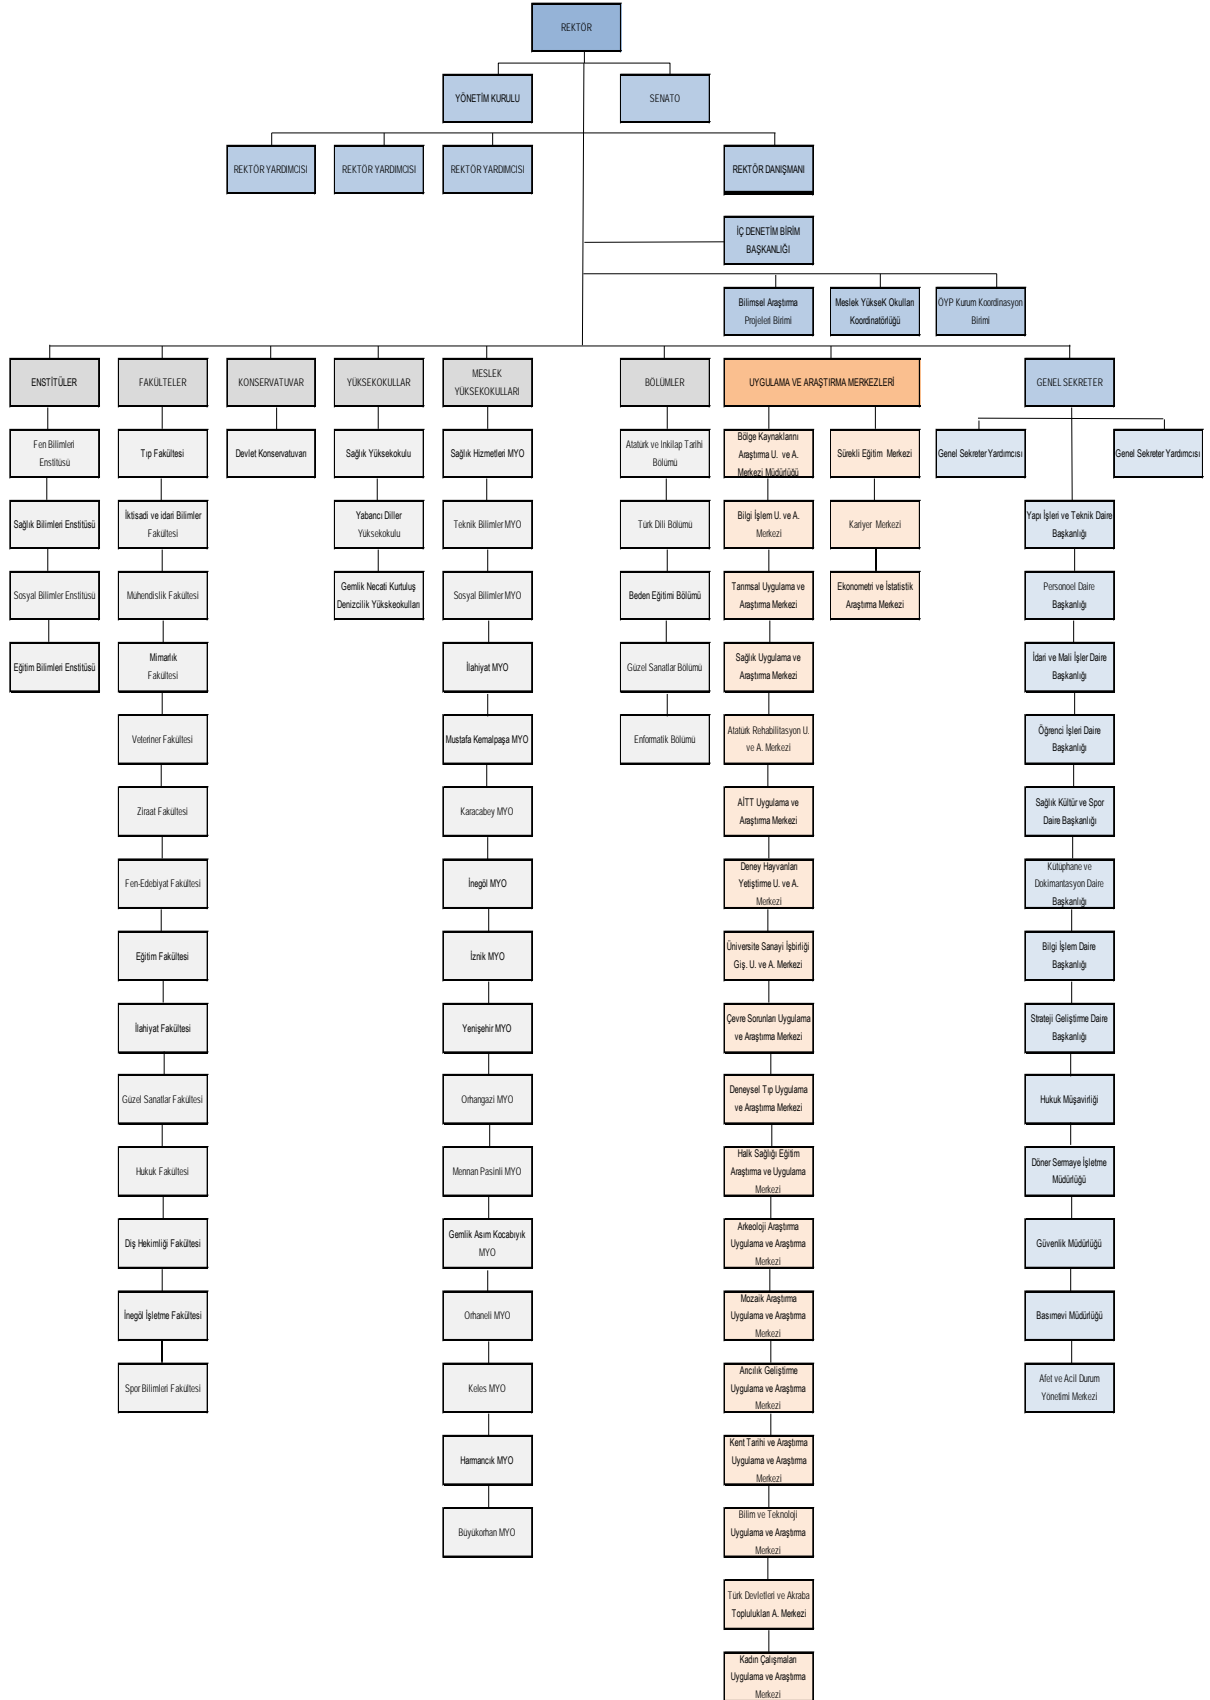 REKTÖR
YÖNETİM KURULU
SENATO
REKTÖR YARDIMCISI
REKTÖR YARDIMCISI
REKTÖR YARDIMCISI
REKTÖR DANIŞMANI
İÇ DENETİM BİRİM
BAŞKANLIĞI
Bilimsel Araştırma
Projeleri Birimi
Meslek YükseK Okulları
Koordinatörlüğü
ÖYP Kurum Koordinasyon
Birimi
ENSTİTÜLER
FAKÜLTELER
KONSERVATUVAR
YÜKSEKOKULLAR
MESLEK
YÜKSEKOKULLARI
BÖLÜMLER
UYGULAMA VE ARAŞTIRMA MERKEZLERİ
GENEL SEKRETER
Fen Bilimleri
Enstitüsü
Sağlık Bilimleri Enstitüsü
Sosyal Bilimler Enstitüsü
Eğitim Bilimleri Enstitüsü
Tıp Fakültesi
İktisadi ve idari Bilimler
Fakültesi
Mühendislik Fakültesi
Mimarlık
Fakültesi
Veteriner Fakültesi
Ziraat Fakültesi
Fen-Edebiyat Fakültesi
Eğitim Fakültesi
İlahiyat Fakültesi
Güzel Sanatlar Fakültesi
Hukuk Fakültesi
Diş Hekimliği Fakültesi
İnegöl İşletme Fakültesi
Spor Bilimleri Fakültesi
Devlet Konservatuvarı
Sağlık Yüksekokulu
Yabancı Diller
Yüksekokulu
Gemlik Necati Kurtuluş
Denizcilik Yükskeokulları
Sağlık Hizmetleri MYO
Teknik Bilimler MYO
Sosyal Bilimler MYO
İlahiyat MYO
Mustafa Kemalpaşa MYO
Karacabey MYO
İnegöl MYO
İznik MYO
Yenişehir MYO
Orhangazi MYO
Mennan Pasinli MYO
Gemlik Asım Kocabıyık
MYO
Orhaneli MYO
Keles MYO
Harmancık MYO
Büyükorhan MYO
Atatürk ve Inkilap Tarihi
Bölümü
Türk Dili Bölümü
Beden Eğitimi Bölümü
Güzel Sanatlar Bölümü
Enformatik Bölümü
Bölge Kaynaklarını
Araştırma U. ve A.
Merkezi Müdürlüğü
Bilgi İşlem U. ve A.
Merkezi
Tarımsal Uygulama ve
Araştırma Merkezi
Sağlık Uygulama ve
Araştırma Merkezi
Atatürk Rehabilitasyon U.
ve A. Merkezi
AİTT Uygulama ve
Araştırma Merkezi
Deney Hayvanları
Yetiştirme U. ve A.
Merkezi
Üniversite Sanayi İşbirliği
Giş. U. ve A. Merkezi
Çevre Sorunları Uygulama
ve Araştırma Merkezi
Deneysel Tıp Uygulama
ve Araştırma Merkezi
Halk Sağlığı Eğitim
Araştırma ve Uygulama
Merkezi
Arkeoloji Araştırma
Uygulama ve Araştırma
Merkezi
Mozaik Araştırma
Uygulama ve Araştırma
Merkezi
Arıcılık Geliştirme
Uygulama ve Araştırma
Merkezi
Kent Tarihi ve Araştırma
Uygulama ve Araştırma
Merkezi
Bilim ve Teknoloji
Uygulama ve Araştırma
Merkezi
Türk Devletleri ve Akraba
Toplulukları A. Merkezi
Kadın Çalışmaları
Uygulama ve Araştırma
Merkezi
Sürekli Eğitim Merkezi
Kariyer Merkezi
Ekonometri ve İstatistik
Araştırma Merkezi
Genel Sekreter Yardımcısı
Genel Sekreter Yardımcısı
Yapı İşleri ve Teknik Daire
Başkanlığı
Personoel Daire
Başkanlığı
İdari ve Mali İşler Daire
Başkanlığı
Öğrenci İşleri Daire
Başkanlığı
Sağlık Kültür ve Spor
Daire Başkanlığı
Kütüphane ve
Dokimantasyon Daire
Başkanlığı
Bilgi İşlem Daire
Başkanlığı
Strateji Geliştirme Daire
Başkanlığı
Hukuk Müşavirliği
Döner Sermaye İşletme
Müdürlüğü
Güvenlik Müdürlüğü
Basımevi Müdürlüğü
Afet ve Acil Durum
Yönetimi Merkezi